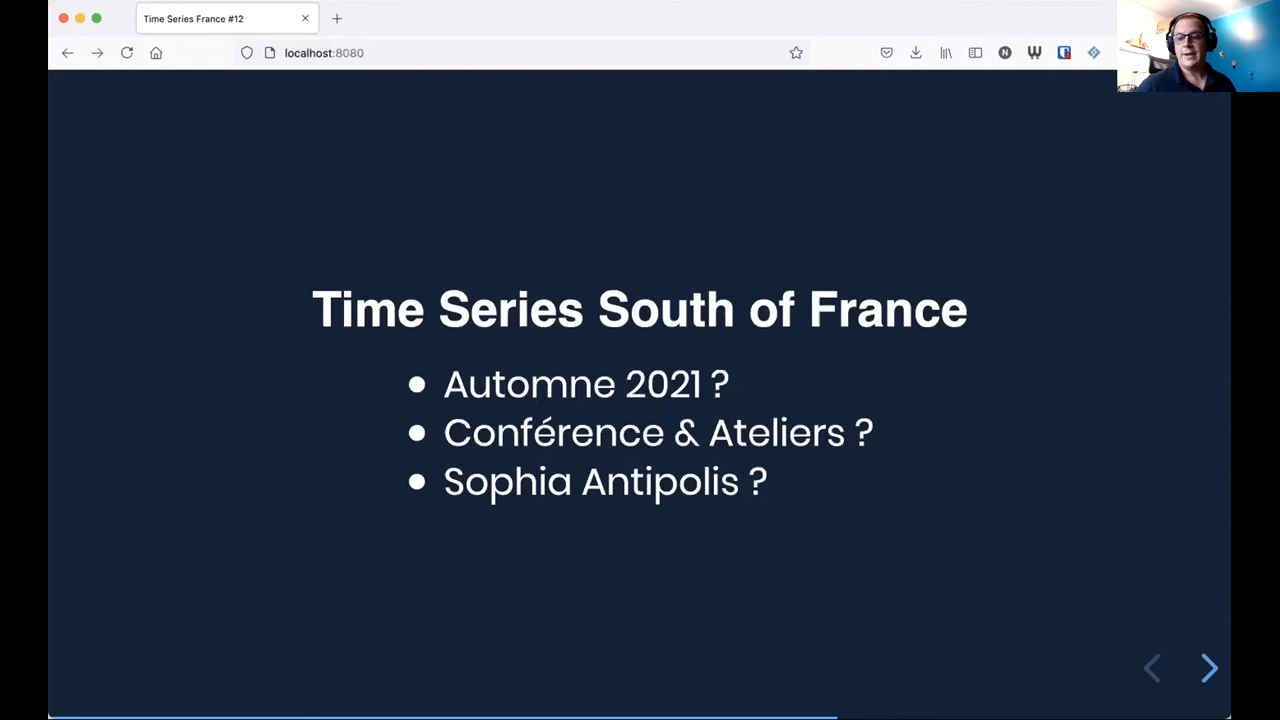 Time Series France #12
localhost:8080
Time Series South of France
Automne 2021 ?
Conférence & Ateliers ?
Sophia Antipolis ?